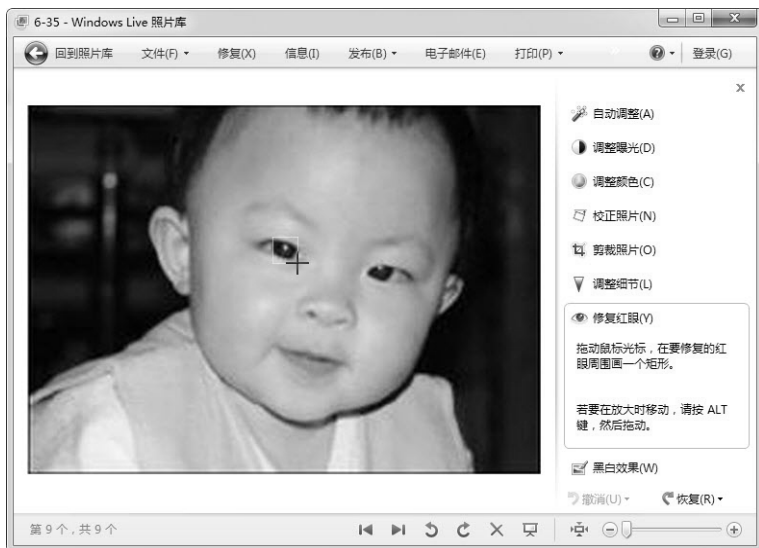 6-35 - Windows Live 照片库
回到照片库 文件(F) 修复(X) 信息(I) 发布(B) 电子邮件(E) 打印(P) 登录(G)
自动调整(A)
调整曝光(D)
调整颜色(C)
校正照片(N)
剪裁照片(O)
调整细节(L)
修复红眼(Y)
拖动鼠标光标，在要修复的红
眼周围画一个矩形。
若要在放大时移动，请按 ALT
键，然后拖动。
黑白效果(W)
撤消(U) 恢复(R)
第 9 个，共 9 个